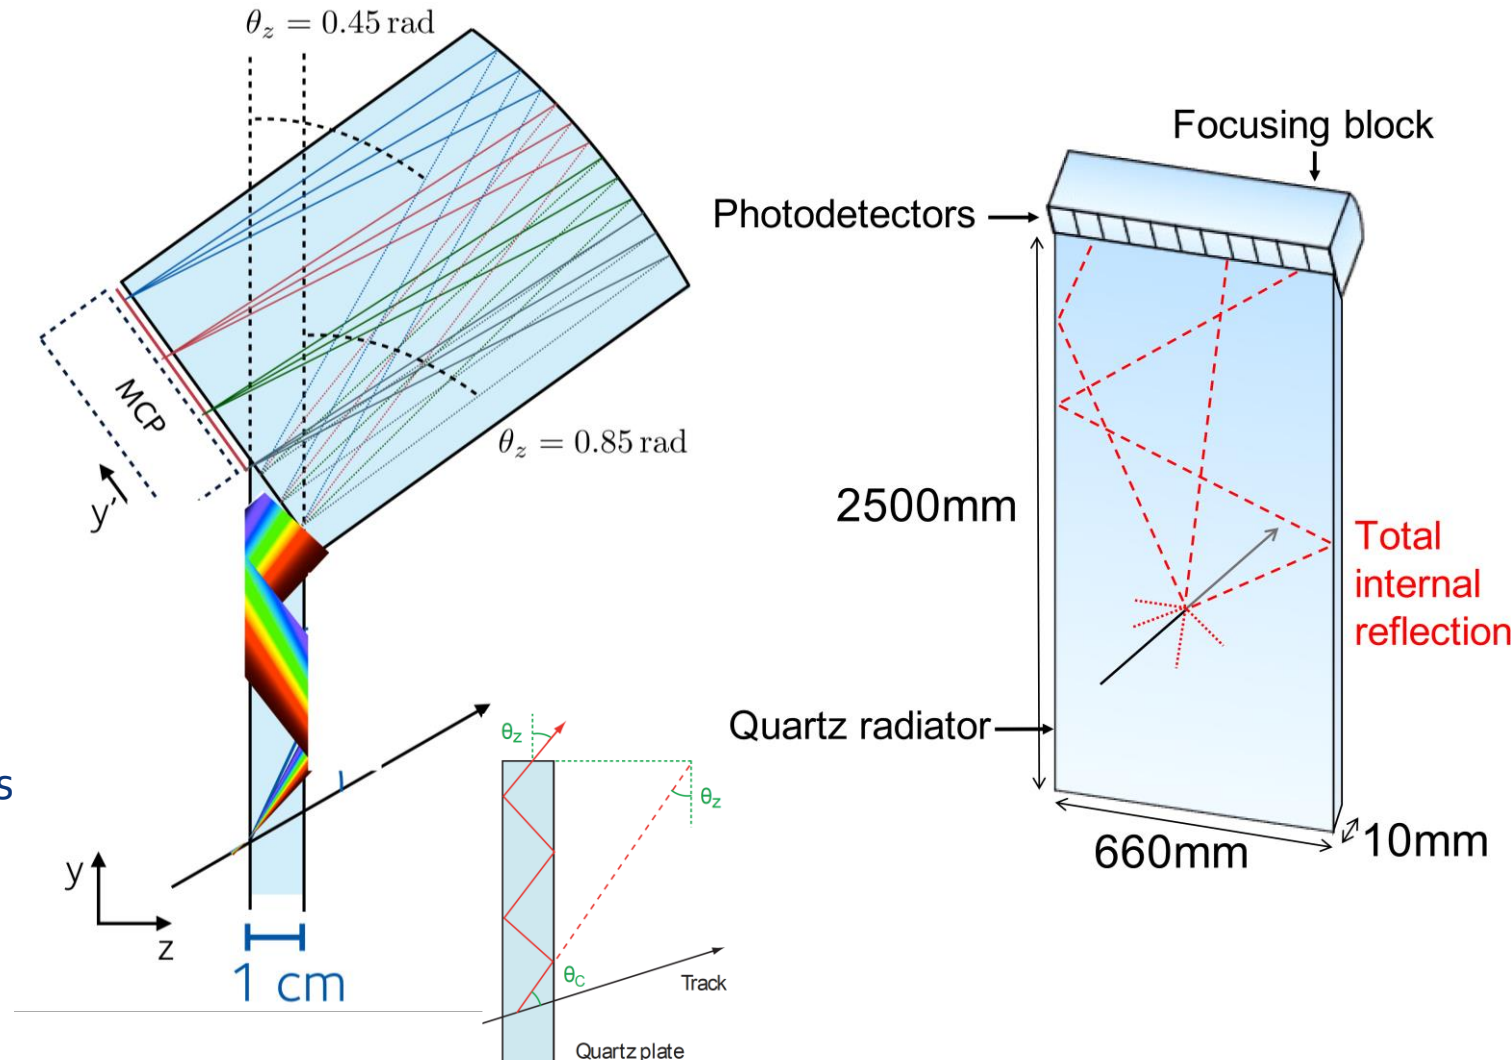 θz = 0.45 rad
MCP
y'
θz = 0.85 rad
s
y
z
1 cm
θz
θz
θC
Track
Quartz plate
Focusing block
Photodetectors
2500mm
Total
internal
reflection
Quartz radiator
660mm
10mm